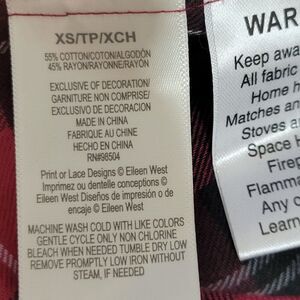 XS/TP/XCH
55% COTTON/COTON/ALGODÓN
45% RAYON/RAYONNE/RAYÓN
EXCLUSIVE OF DECORATION/
GARNITURE NON COMPRISE/
EXCLUYENDO DECORACIÓN
MADE IN CHINA
FABRIQUE AU CHINE
HECHO EN CHINA
RN#98504
Print or Lace Designs © Eileen West
Imprimez ou dentelle conceptions ©
Eileen West Diseños de impresión o de
encaje © Eileen West
MACHINE WASH COLD WITH LIKE COLORS
GENTLE CYCLE ONLY NON CHLORINE
BLEACH WHEN NEEDED TUMBLE DRY LOW
REMOVE PROMPTLY LOW IRON WITHOUT
STEAM, IF NEEDED
WAR
Keep awa
All fabric
Home h
Matches an
Stoves a
Space H
Firep
Flamma
Any o
Learn